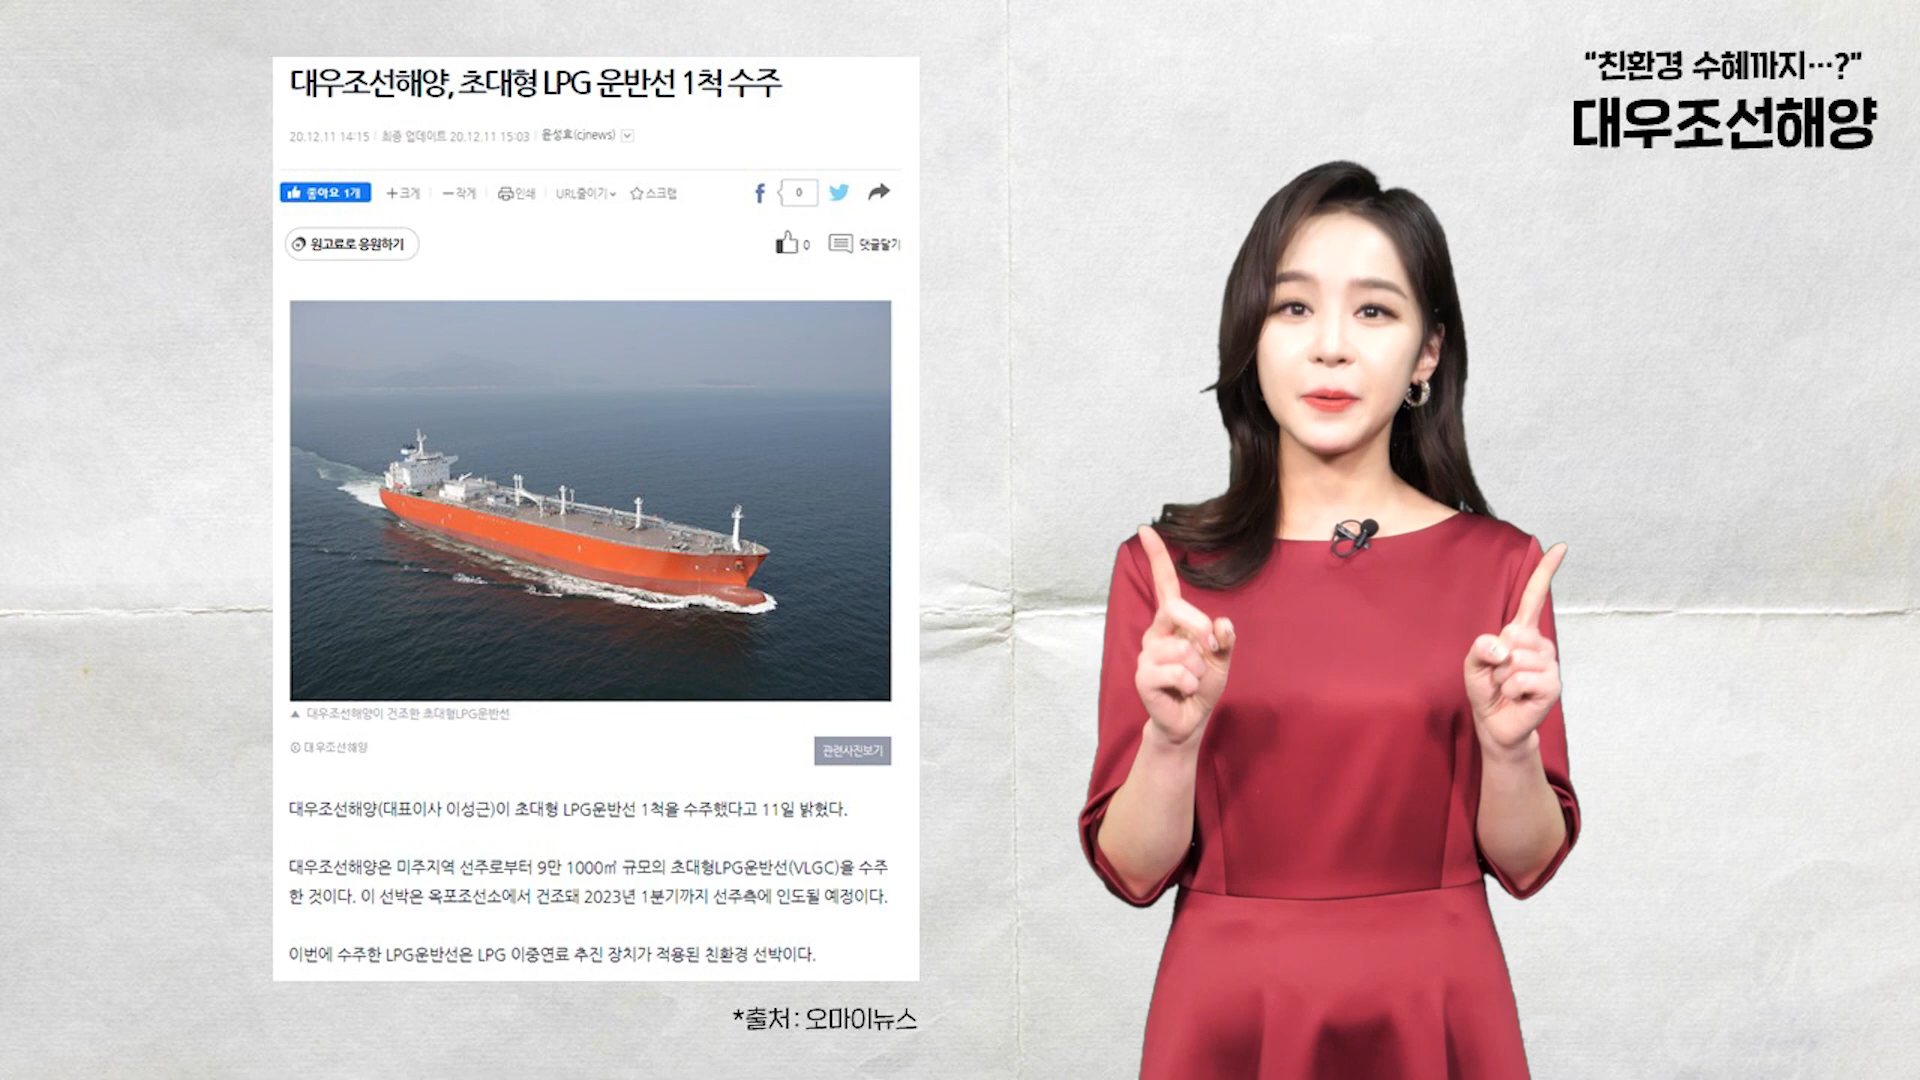 대우조선해양, 초대형 LPG 운반선 1척 수주
20.12.11 14:15 | 최종 업데이트 20.12.11 15:03 | 윤성효(cjnews)
좋아요 1개 +크게 | −작게 | 인쇄 | URL줄이기 | 스크랩 0
원고료로 응원하기 0 댓글달기
▲ 대우조선해양이 건조한 초대형LPG운반선
ⓒ 대우조선해양 관련사진보기
대우조선해양(대표이사 이성근)이 초대형 LPG운반선 1척을 수주했다고 11일 밝혔다.
대우조선해양은 미주지역 선주로부터 9만 1000㎥ 규모의 초대형LPG운반선(VLGC)을 수주
한 것이다. 이 선박은 옥포조선소에서 건조돼 2023년 1분기까지 선주측에 인도될 예정이다.
이번에 수주한 LPG운반선은 LPG 이중연료 추진 장치가 적용된 친환경 선박이다.
*출처 : 오마이뉴스
“친환경 수혜까지…?”
대우조선해양